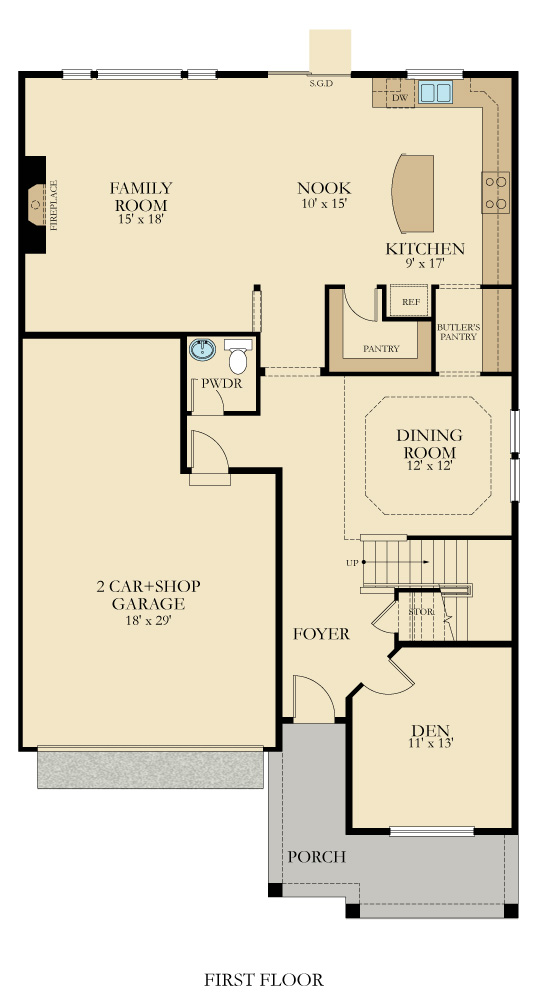 S.G.D
DW
FIREPLACE
FAMILY
ROOM
15' x 18'
NOOK
10' x 15'
KITCHEN
9' x 17'
REF
BUTLER'S
PANTRY
PANTRY
PWDR
DINING
ROOM
12' x 12'
UP
2 CAR+SHOP
GARAGE
18' x 29'
STOR
FOYER
DEN
11' x 13'
PORCH
FIRST FLOOR